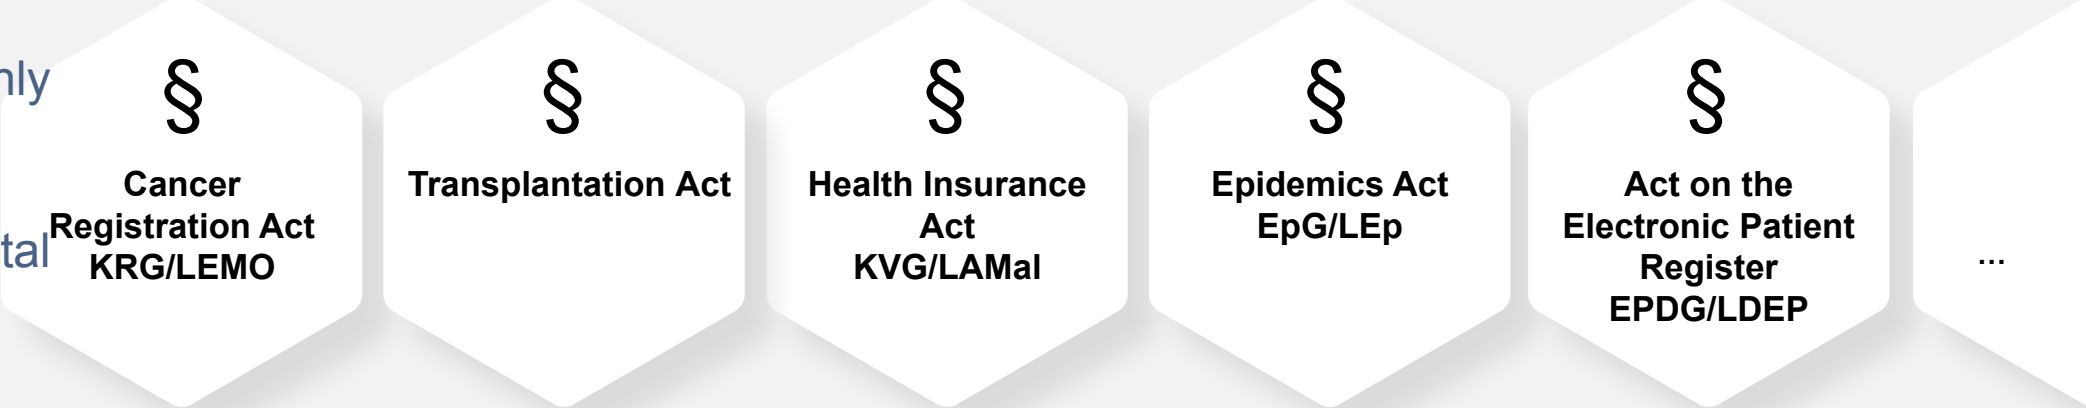 nly
tal
§
Cancer
Registration Act
KRG/LEMO
§
Transplantation Act
§
Health Insurance
Act
KVG/LAMal
§
Epidemics Act
EpG/LEp
§
Act on the
Electronic Patient
Register
EPDG/LDEP
...